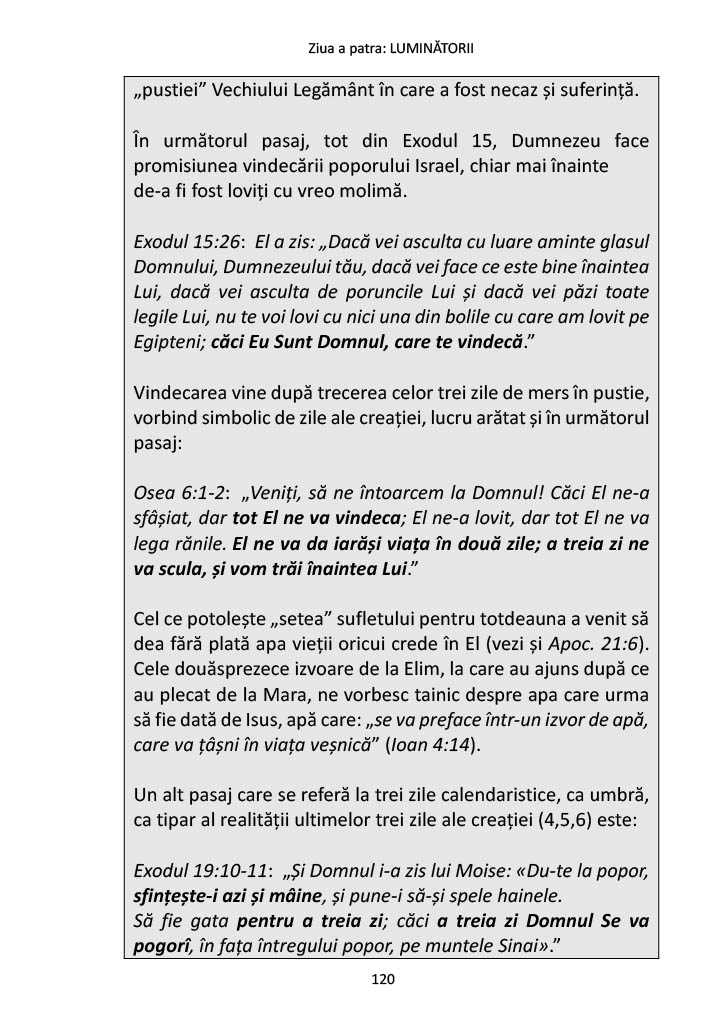 Ziua a patra: LUMINĂTORII
„pustiei” Vechiului Legământ în care a fost necaz și suferință.
În următorul pasaj, tot din Exodul 15, Dumnezeu face
promisiunea vindecării poporului Israel, chiar mai înainte
de-a fi fost loviți cu vreo molimă.
Exodul 15:26: El a zis: „Dacă vei asculta cu luare aminte glasul
Domnului, Dumnezeului tău, dacă vei face ce este bine înaintea
Lui, dacă vei asculta de poruncile Lui și dacă vei păzi toate
legile Lui, nu te voi lovi cu nici una din bolile cu care am lovit pe
Egipteni; căci Eu Sunt Domnul, care te vindecă.”
Vindecarea vine după trecerea celor trei zile de mers în pustie,
vorbind simbolic de zile ale creației, lucru arătat și în următorul
pasaj:
Osea 6:1-2: „Veniți, să ne întoarcem la Domnul! Căci El ne-a
sfâșiat, dar tot El ne va vindeca; El ne-a lovit, dar tot El ne va
lega rănile. El ne va da iarăși viața în două zile; a treia zi ne
va scula, și vom trăi înaintea Lui.”
Cel ce potolește „setea” sufletului pentru totdeauna a venit să
dea fără plată apa vieții oricui crede în El (vezi și Apoc. 21:6).
Cele douăsprezece izvoare de la Elim, la care au ajuns după ce
au plecat de la Mara, ne vorbesc tainic despre apa care urma
să fie dată de Isus, apă care: „se va preface într-un izvor de apă,
care va țâșni în viața veșnică” (Ioan 4:14).
Un alt pasaj care se referă la trei zile calendaristice, ca umbră,
ca tipar al realității ultimelor trei zile ale creației (4,5,6) este:
Exodul 19:10-11: „Și Domnul i-a zis lui Moise: «Du-te la popor,
sfințește-i azi și mâine, și pune-i să-și spele hainele.
Să fie gata pentru a treia zi; căci a treia zi Domnul Se va
pogorî, în fața întregului popor, pe muntele Sinai».”
120